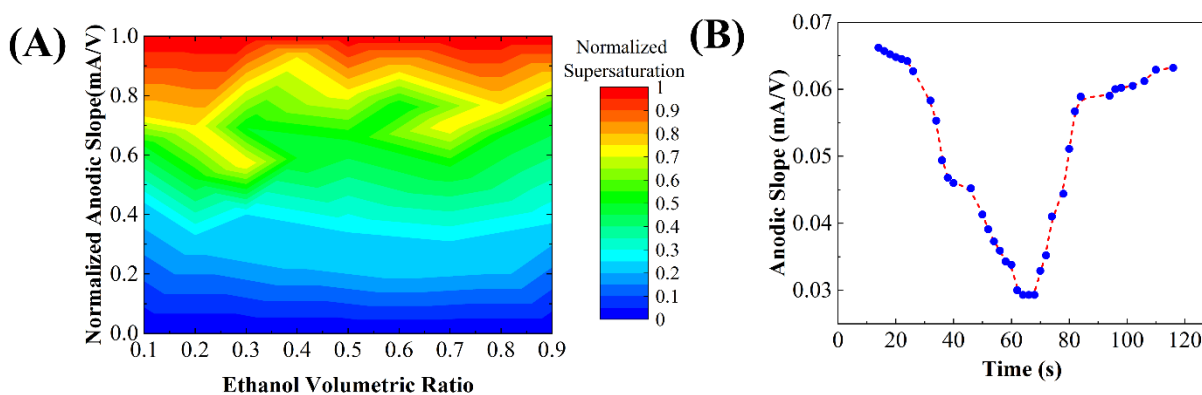 (A)
Normalized Anodic Slope(mA/V)
1.0
0.8
0.6
0.4
0.2
0.0
0.1 0.2 0.3 0.4 0.5 0.6 0.7 0.8 0.9
Ethanol Volumetric Ratio
Normalized
Supersaturation
1
0.9
0.8
0.7
0.6
0.5
0.4
0.3
0.2
0.1
0
(B)
Anodic Slope (mA/V)
0.07
0.06
0.05
0.04
0.03
0 20 40 60 80 100 120
Time (s)